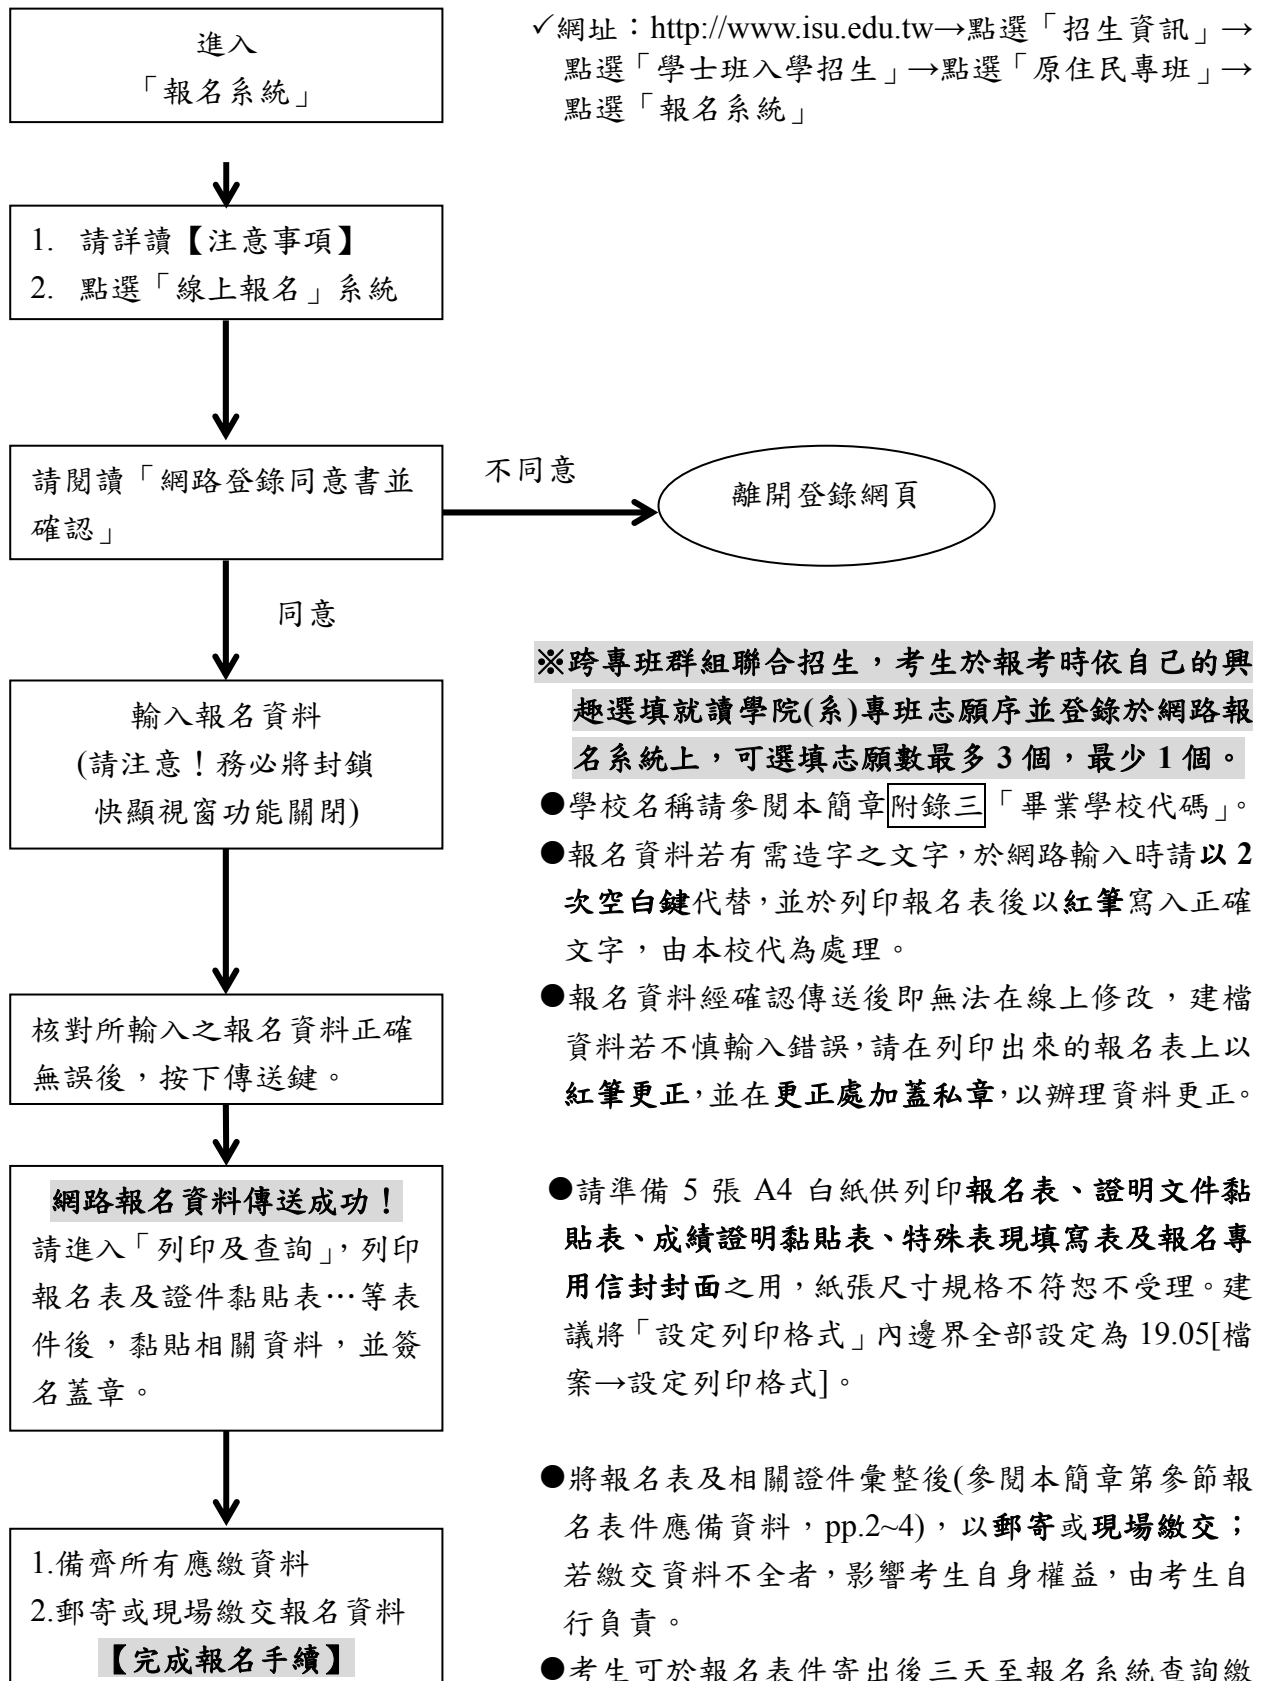 進入
「報名系統」
✓網址：http://www.isu.edu.tw→點選「招生資訊」→
點選「學士班入學招生」→點選「原住民專班」→
點選「報名系統」
1. 請詳讀【注意事項】
2. 點選「線上報名」系統
請閱讀「網路登錄同意書並
確認」
不同意
離開登錄網頁
同意
輸入報名資料
(請注意！務必將封鎖
快顯視窗功能關閉)
※跨專班群組聯合招生，考生於報考時依自己的興
趣選填就讀學院(系)專班志願序並登錄於網路報
名系統上，可選填志願數最多 3 個，最少 1 個。
●學校名稱請參閱本簡章附錄三「畢業學校代碼」。
●報名資料若有需造字之文字，於網路輸入時請以 2
次空白鍵代替，並於列印報名表後以紅筆寫入正確
文字，由本校代為處理。
●報名資料經確認傳送後即無法在線上修改，建檔
資料若不慎輸入錯誤，請在列印出來的報名表上以
紅筆更正，並在更正處加蓋私章，以辦理資料更正。
核對所輸入之報名資料正確
無誤後，按下傳送鍵。
網路報名資料傳送成功！
請進入「列印及查詢」，列印
報名表及證件黏貼表…等表
件後，黏貼相關資料，並簽
名蓋章。
●請準備 5 張 A4 白紙供列印報名表、證明文件黏
貼表、成績證明黏貼表、特殊表現填寫表及報名專
用信封封面之用，紙張尺寸規格不符恕不受理。建
議將「設定列印格式」內邊界全部設定為 19.05[檔
案→設定列印格式]。
1.備齊所有應繳資料
2.郵寄或現場繳交報名資料
【完成報名手續】
●將報名表及相關證件彙整後(參閱本簡章第參節報
名表件應備資料，pp.2~4)，以郵寄或現場繳交；
若繳交資料不全者，影響考生自身權益，由考生自
行負責。
●考生可於報名表件寄出後三天至報名系統查詢繳